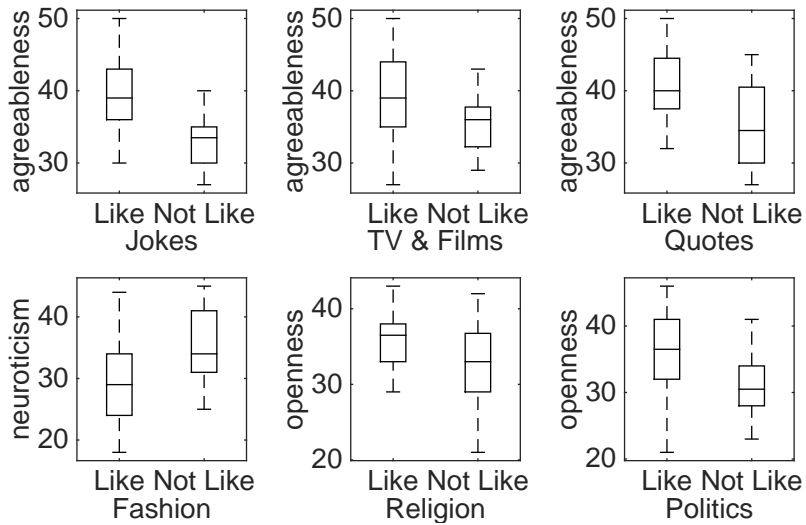 agreeableness
50
40
30
Like Not Like
Jokes
agreeableness
50
40
30
Like Not Like
TV & Films
agreeableness
50
40
30
Like Not Like
Quotes
neuroticism
40
30
20
Like Not Like
Fashion
openness
40
30
20
Like Not Like
Religion
openness
40
30
20
Like Not Like
Politics